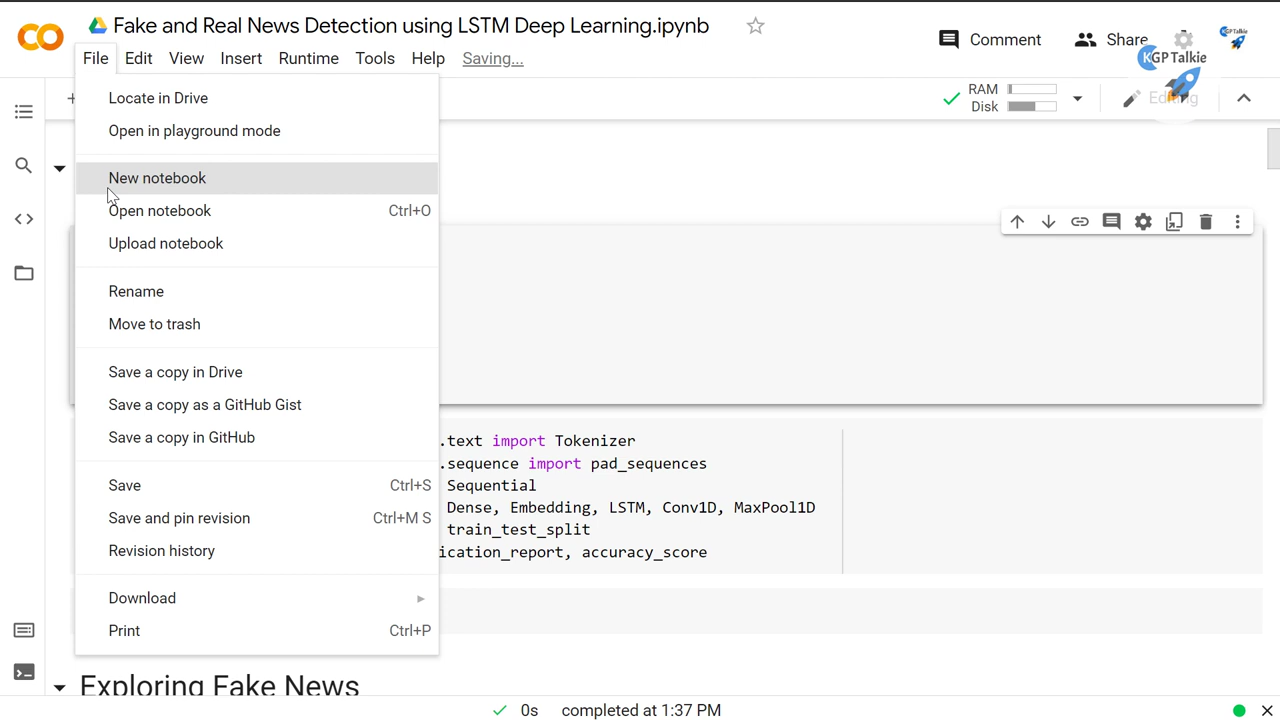 Fake and Real News Detection using LSTM Deep Learning.ipynb
File Edit View Insert Runtime Tools Help Saving...
Comment
Share
KGPTalkie
KGPTalkie
RAM
Disk
Editing
Locate in Drive
Open in playground mode
New notebook
Open notebook Ctrl+O
Upload notebook
Rename
Move to trash
Save a copy in Drive
Save a copy as a GitHub Gist
Save a copy in GitHub
Save Ctrl+S
Save and pin revision Ctrl+M S
Revision history
Download
Print Ctrl+P
.text import Tokenizer
.sequence import pad_sequences
Sequential
Dense, Embedding, LSTM, Conv1D, MaxPool1D
train_test_split
ication_report, accuracy_score
Exploring Fake News
0s completed at 1:37 PM